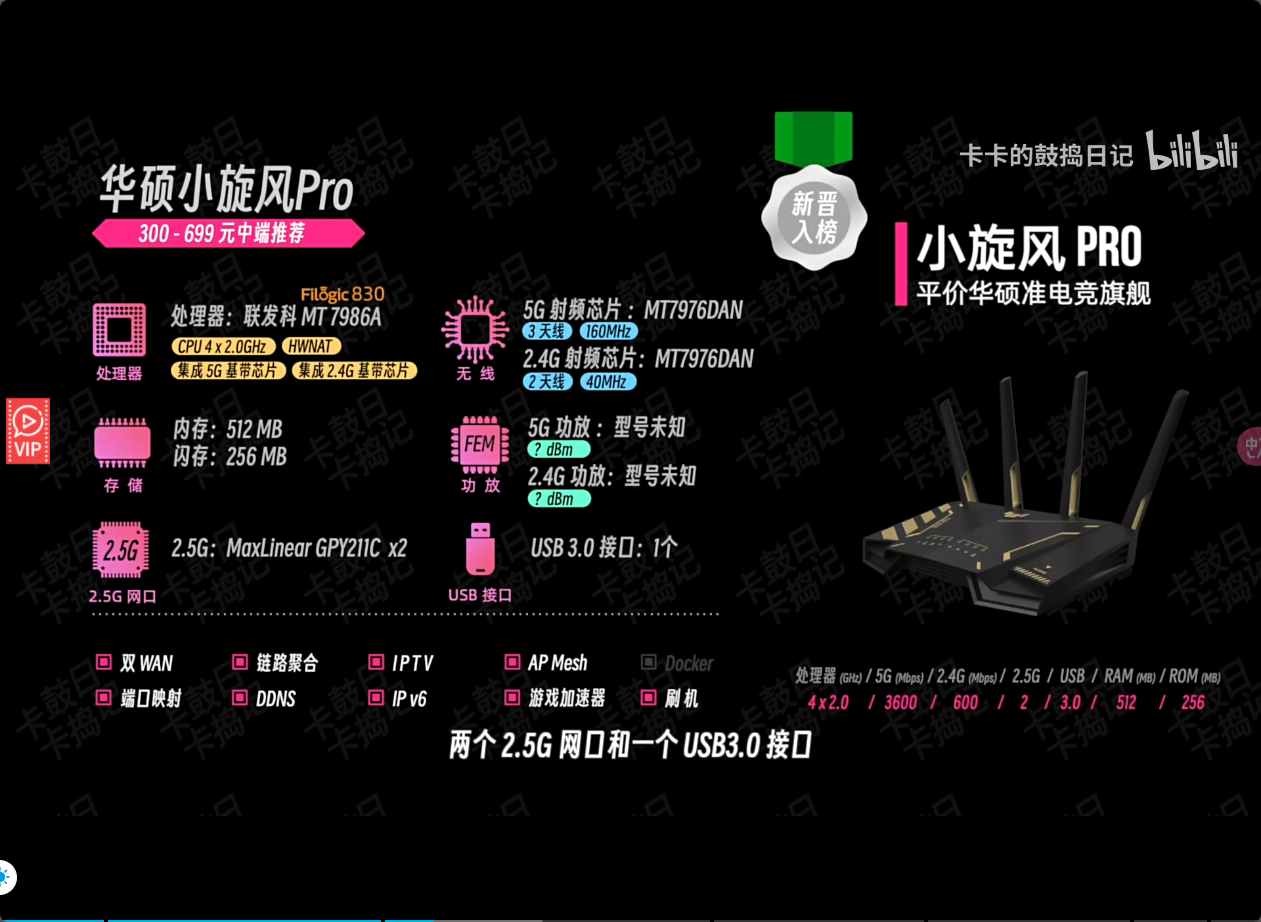 卡卡的鼓捣日记 bilibili
新晋
入榜
华硕小旋风Pro
300 - 699 元中端推荐
小旋风 PRO
平价华硕准电竞旗舰
Filogic 830
处理器：联发科 MT 7986A
CPU 4 x 2.0GHz HWNAT
集成 5G 基带芯片 集成 2.4G 基带芯片
处理器
5G 射频芯片：MT7976DAN
3 天线 160MHz
2.4G 射频芯片：MT7976DAN
2 天线 40MHz
无 线
内存：512 MB
闪存：256 MB
存 储
FEM
5G 功放：型号未知
? dBm
2.4G 功放：型号未知
? dBm
功 放
VIP
2.5G
2.5G：MaxLinear GPY211C x2
2.5G 网口
USB 3.0 接口：1个
USB 接口
双 WAN 链路聚合 IPTV AP Mesh Docker
端口映射 DDNS IP v6 游戏加速器 刷 机
处理器 (GHz) / 5G (Mbps) / 2.4G (Mbps) / 2.5G / USB / RAM (MB) / ROM (MB)
4 x 2.0 / 3600 / 600 / 2 / 3.0 / 512 / 256
两个 2.5G 网口和一个 USB3.0 接口